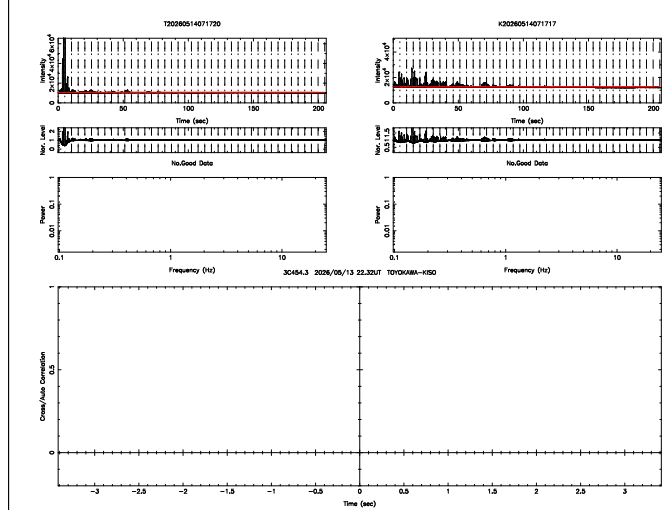 T20260514071720
K20260514071717
Intensity
0 2×10⁴ 4×10⁴ 6×10⁴
0 50 100 150 200
Time (sec)
Intensity
0 2×10⁴ 4×10⁴
0 50 100 150 200
Time (sec)
Nor. Level
0 1 2
No.Good Data
Nor. Level
0.5 1 1.5
No.Good Data
Power
1
0.1
0.01
0.1 1 10
Frequency (Hz)
Power
1
0.1
0.01
0.1 1 10
Frequency (Hz)
3C454.3 2026/05/13 22.32UT TOYOKAWA-KISO
Cross/Auto Correlation
1
0.5
0
-3 -2.5 -2 -1.5 -1 -0.5 0 0.5 1 1.5 2 2.5 3
Time (sec)